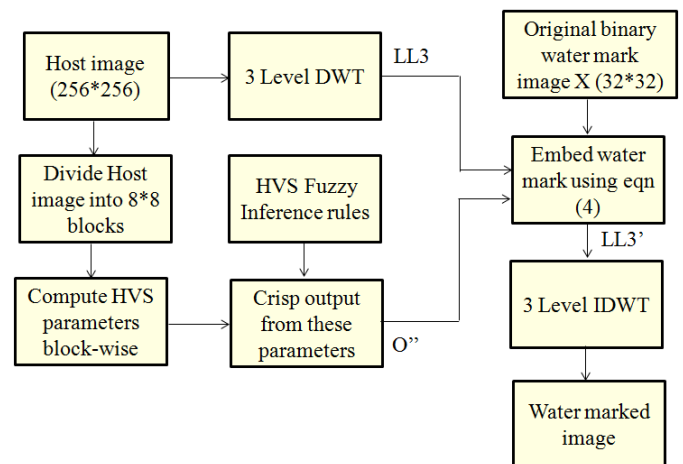 Host image
(256*256)
3 Level DWT
LL3
Original binary
water mark
image X (32*32)
Divide Host
image into 8*8
blocks
HVS Fuzzy
Inference rules
Embed water
mark using eqn
(4)
LL3’
Compute HVS
parameters
block-wise
Crisp output
from these
parameters
O”
3 Level IDWT
Water marked
image